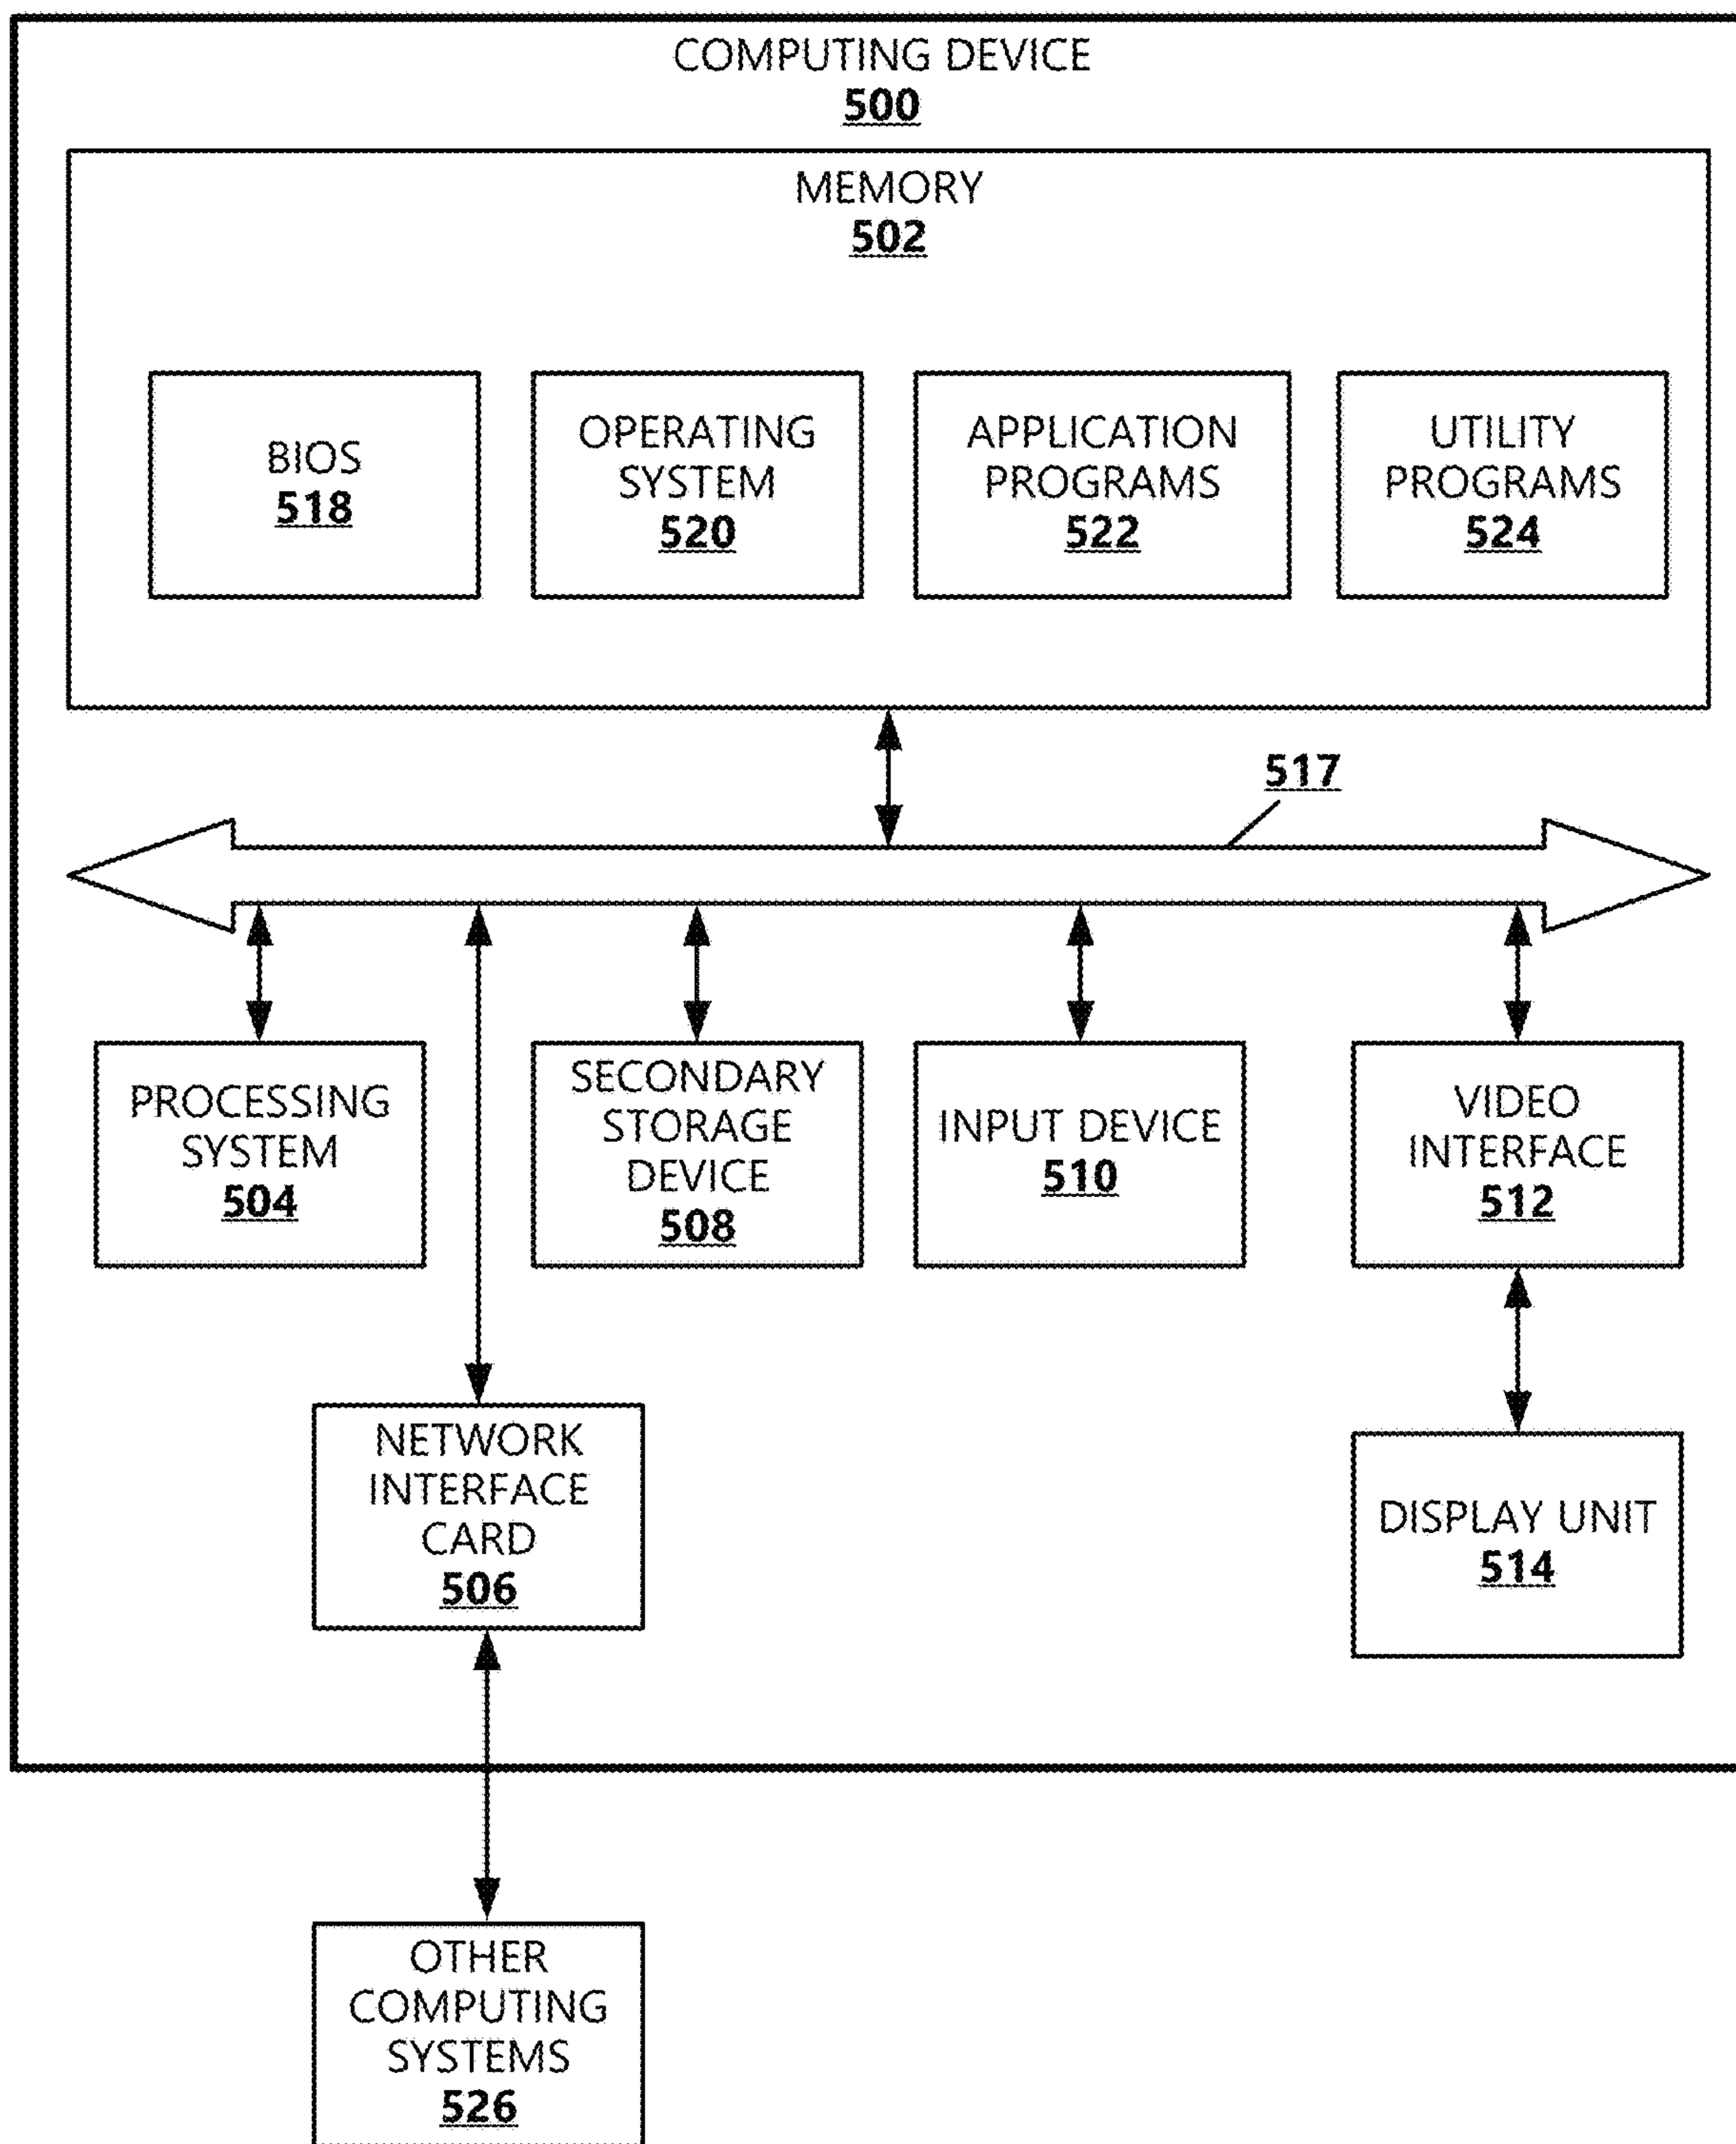 COMPUTING DEVICE
500
MEMORY
502
BIOS
518
OPERATING
SYSTEM
520
APPLICATION
PROGRAMS
522
UTILITY
PROGRAMS
524
517
PROCESSING
SYSTEM
504
SECONDARY
STORAGE
DEVICE
508
INPUT DEVICE
510
VIDEO
INTERFACE
512
NETWORK
INTERFACE
CARD
506
DISPLAY UNIT
514
OTHER
COMPUTING
SYSTEMS
526